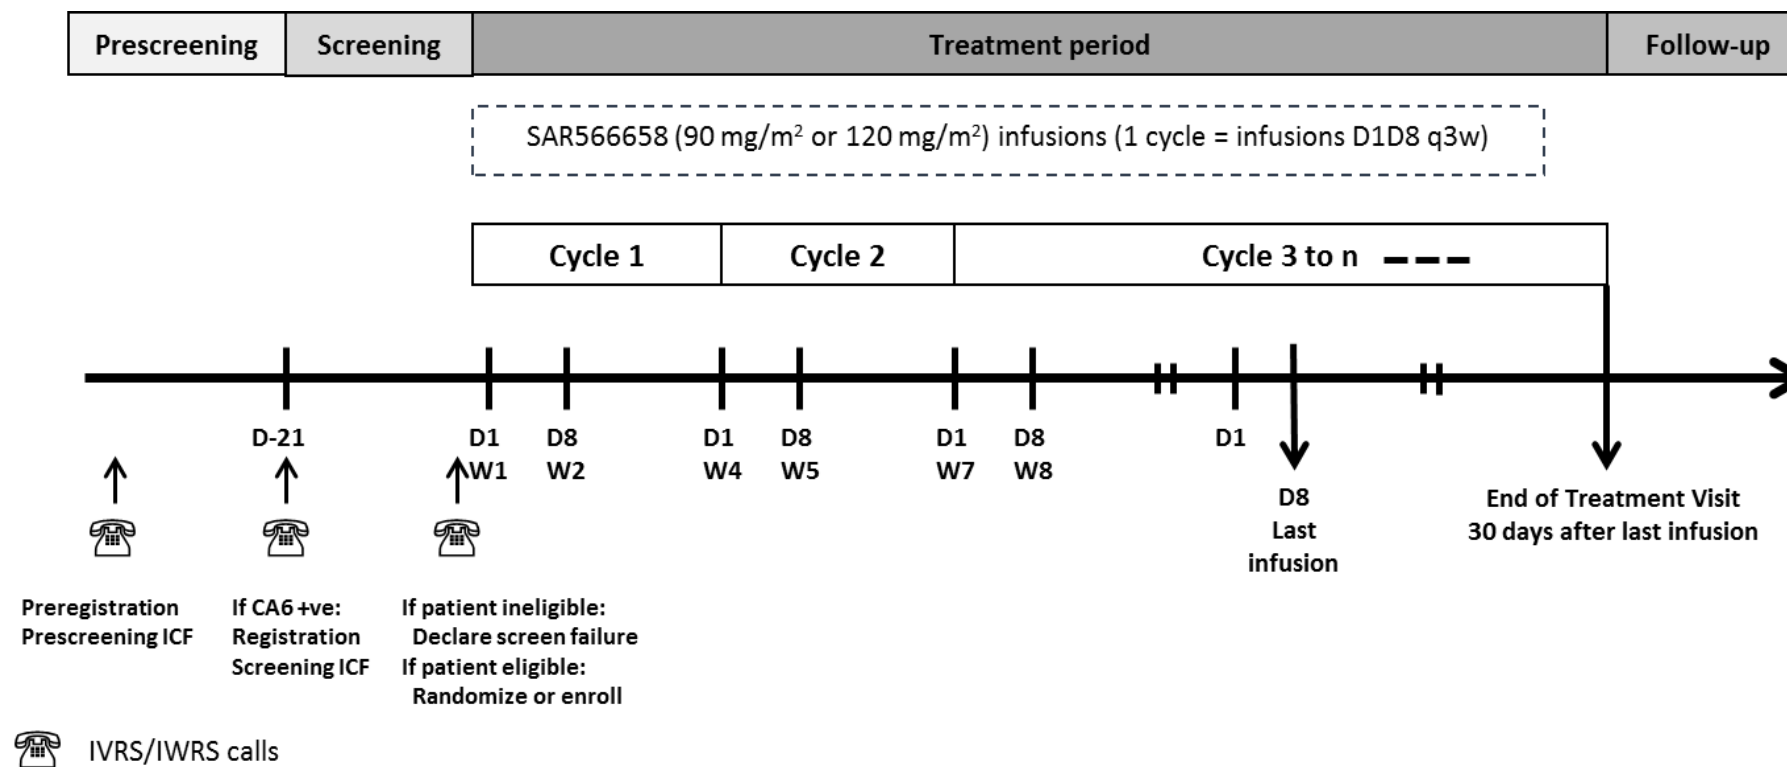 Prescreening
Screening
Treatment period
Follow-up
SAR566658 (90 mg/m² or 120 mg/m²) infusions (1 cycle = infusions D1D8 q3w)
Cycle 1
Cycle 2
Cycle 3 to n
D-21
D1
W1
D8
W2
D1
W4
D8
W5
D1
W7
D8
W8
D1
D8
Last
infusion
End of Treatment Visit
30 days after last infusion
Preregistration
Prescreening ICF
If CA6 +ve:
Registration
Screening ICF
If patient ineligible:
Declare screen failure
If patient eligible:
Randomize or enroll
IVRS/IWRS calls